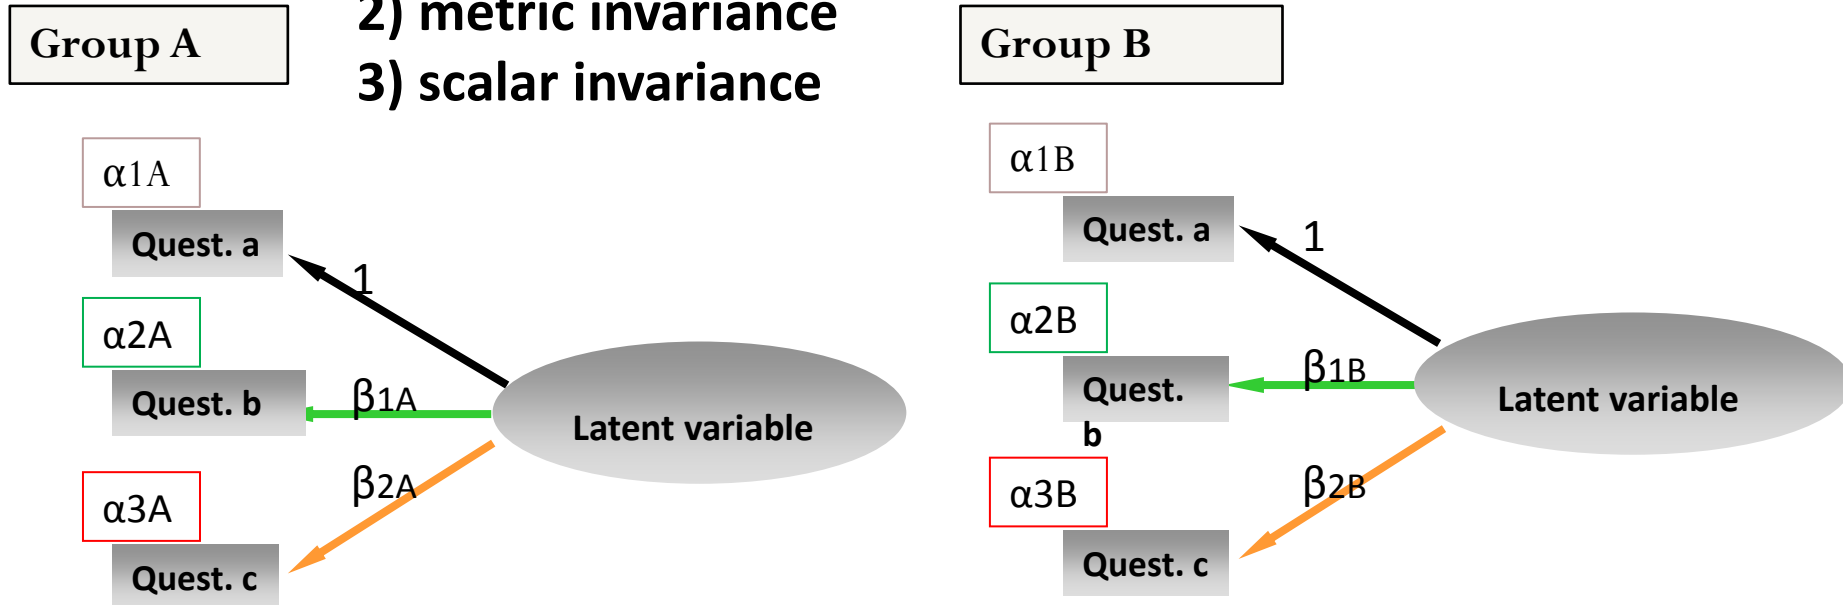 2) metric invariance
3) scalar invariance
Group A
α1A
Quest. a
1
α2A
Quest. b
β1A
Latent variable
β2A
α3A
Quest. c
Group B
α1B
Quest. a
1
α2B
Quest.
b
β1B
Latent variable
β2B
α3B
Quest. c